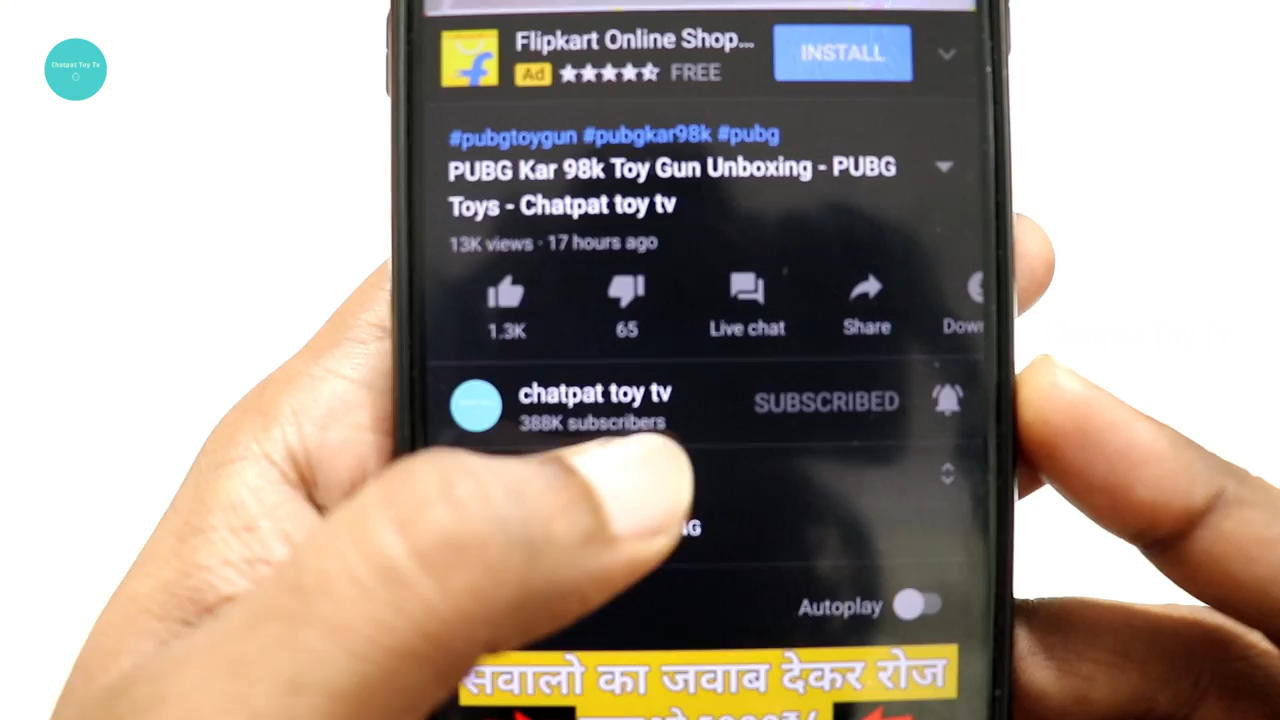 Chatpat Toy Tv
Flipkart Online Shop...
Ad FREE
INSTALL
#pubgtoygun #pubgkar98k #pubg
PUBG Kar 98k Toy Gun Unboxing - PUBG
Toys - Chatpat toy tv
13K views · 17 hours ago
1.3K
65
Live chat
Share
Down
chatpat toy tv
388K subscribers
SUBSCRIBED
Autoplay
सवालो का जवाब देकर रोज